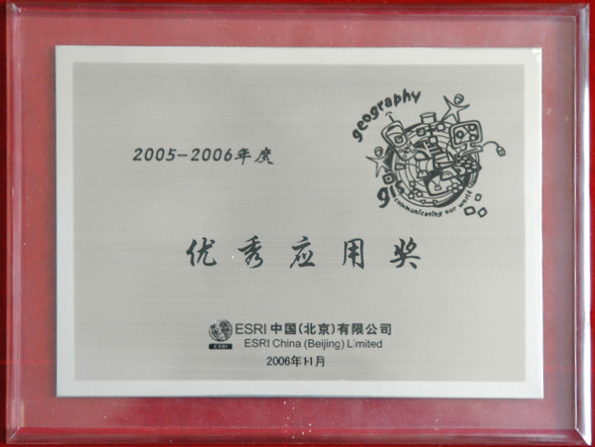 geography
gis
communicating our world
2005-2006年度
优秀应用奖
ESRI 中国(北京)有限公司
ESRI
ESRI China (Beijing) Limited
2006年11月